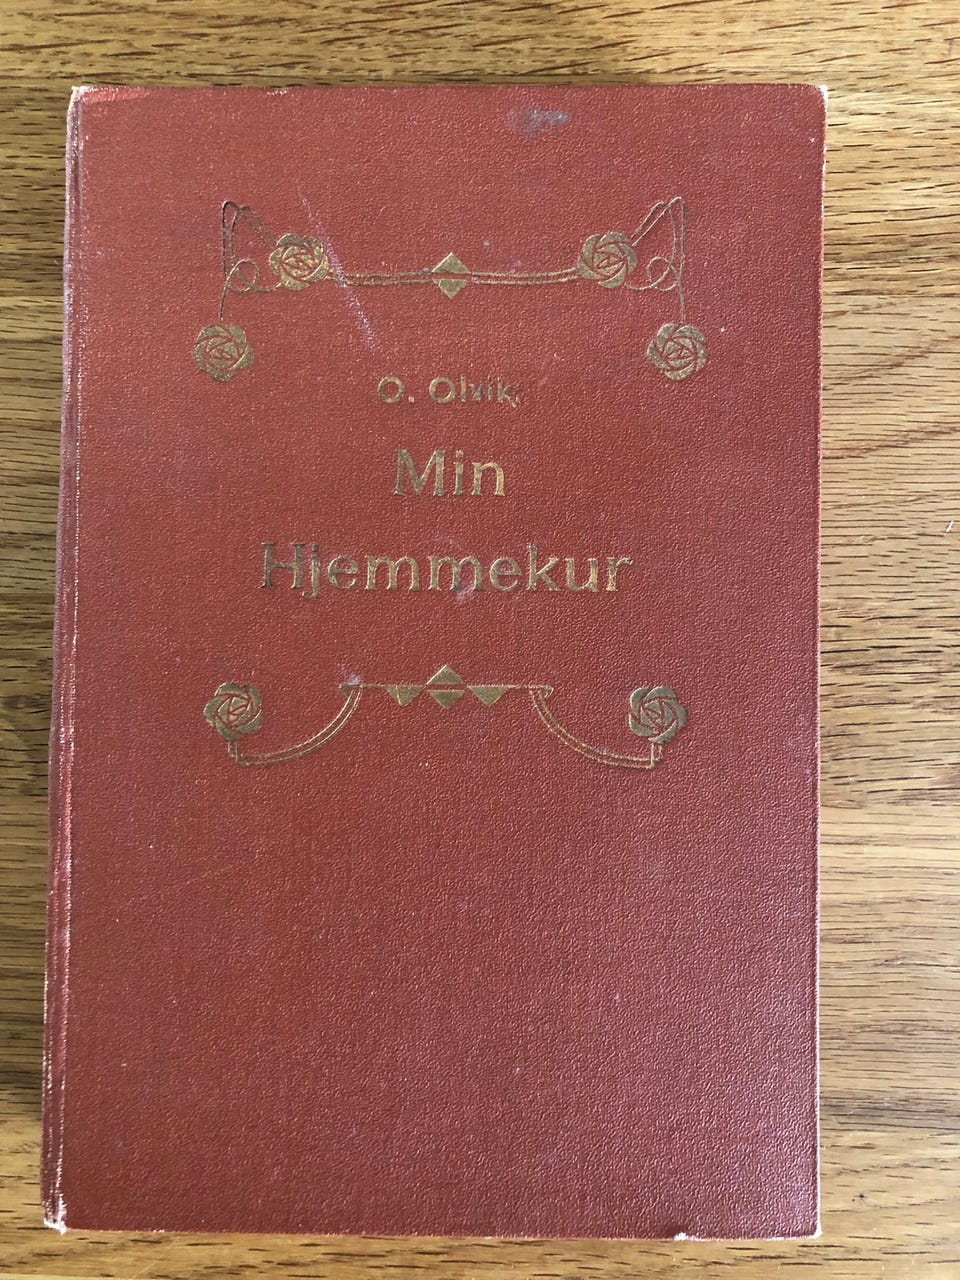 O. Olvik.
Min
Hjemmekur